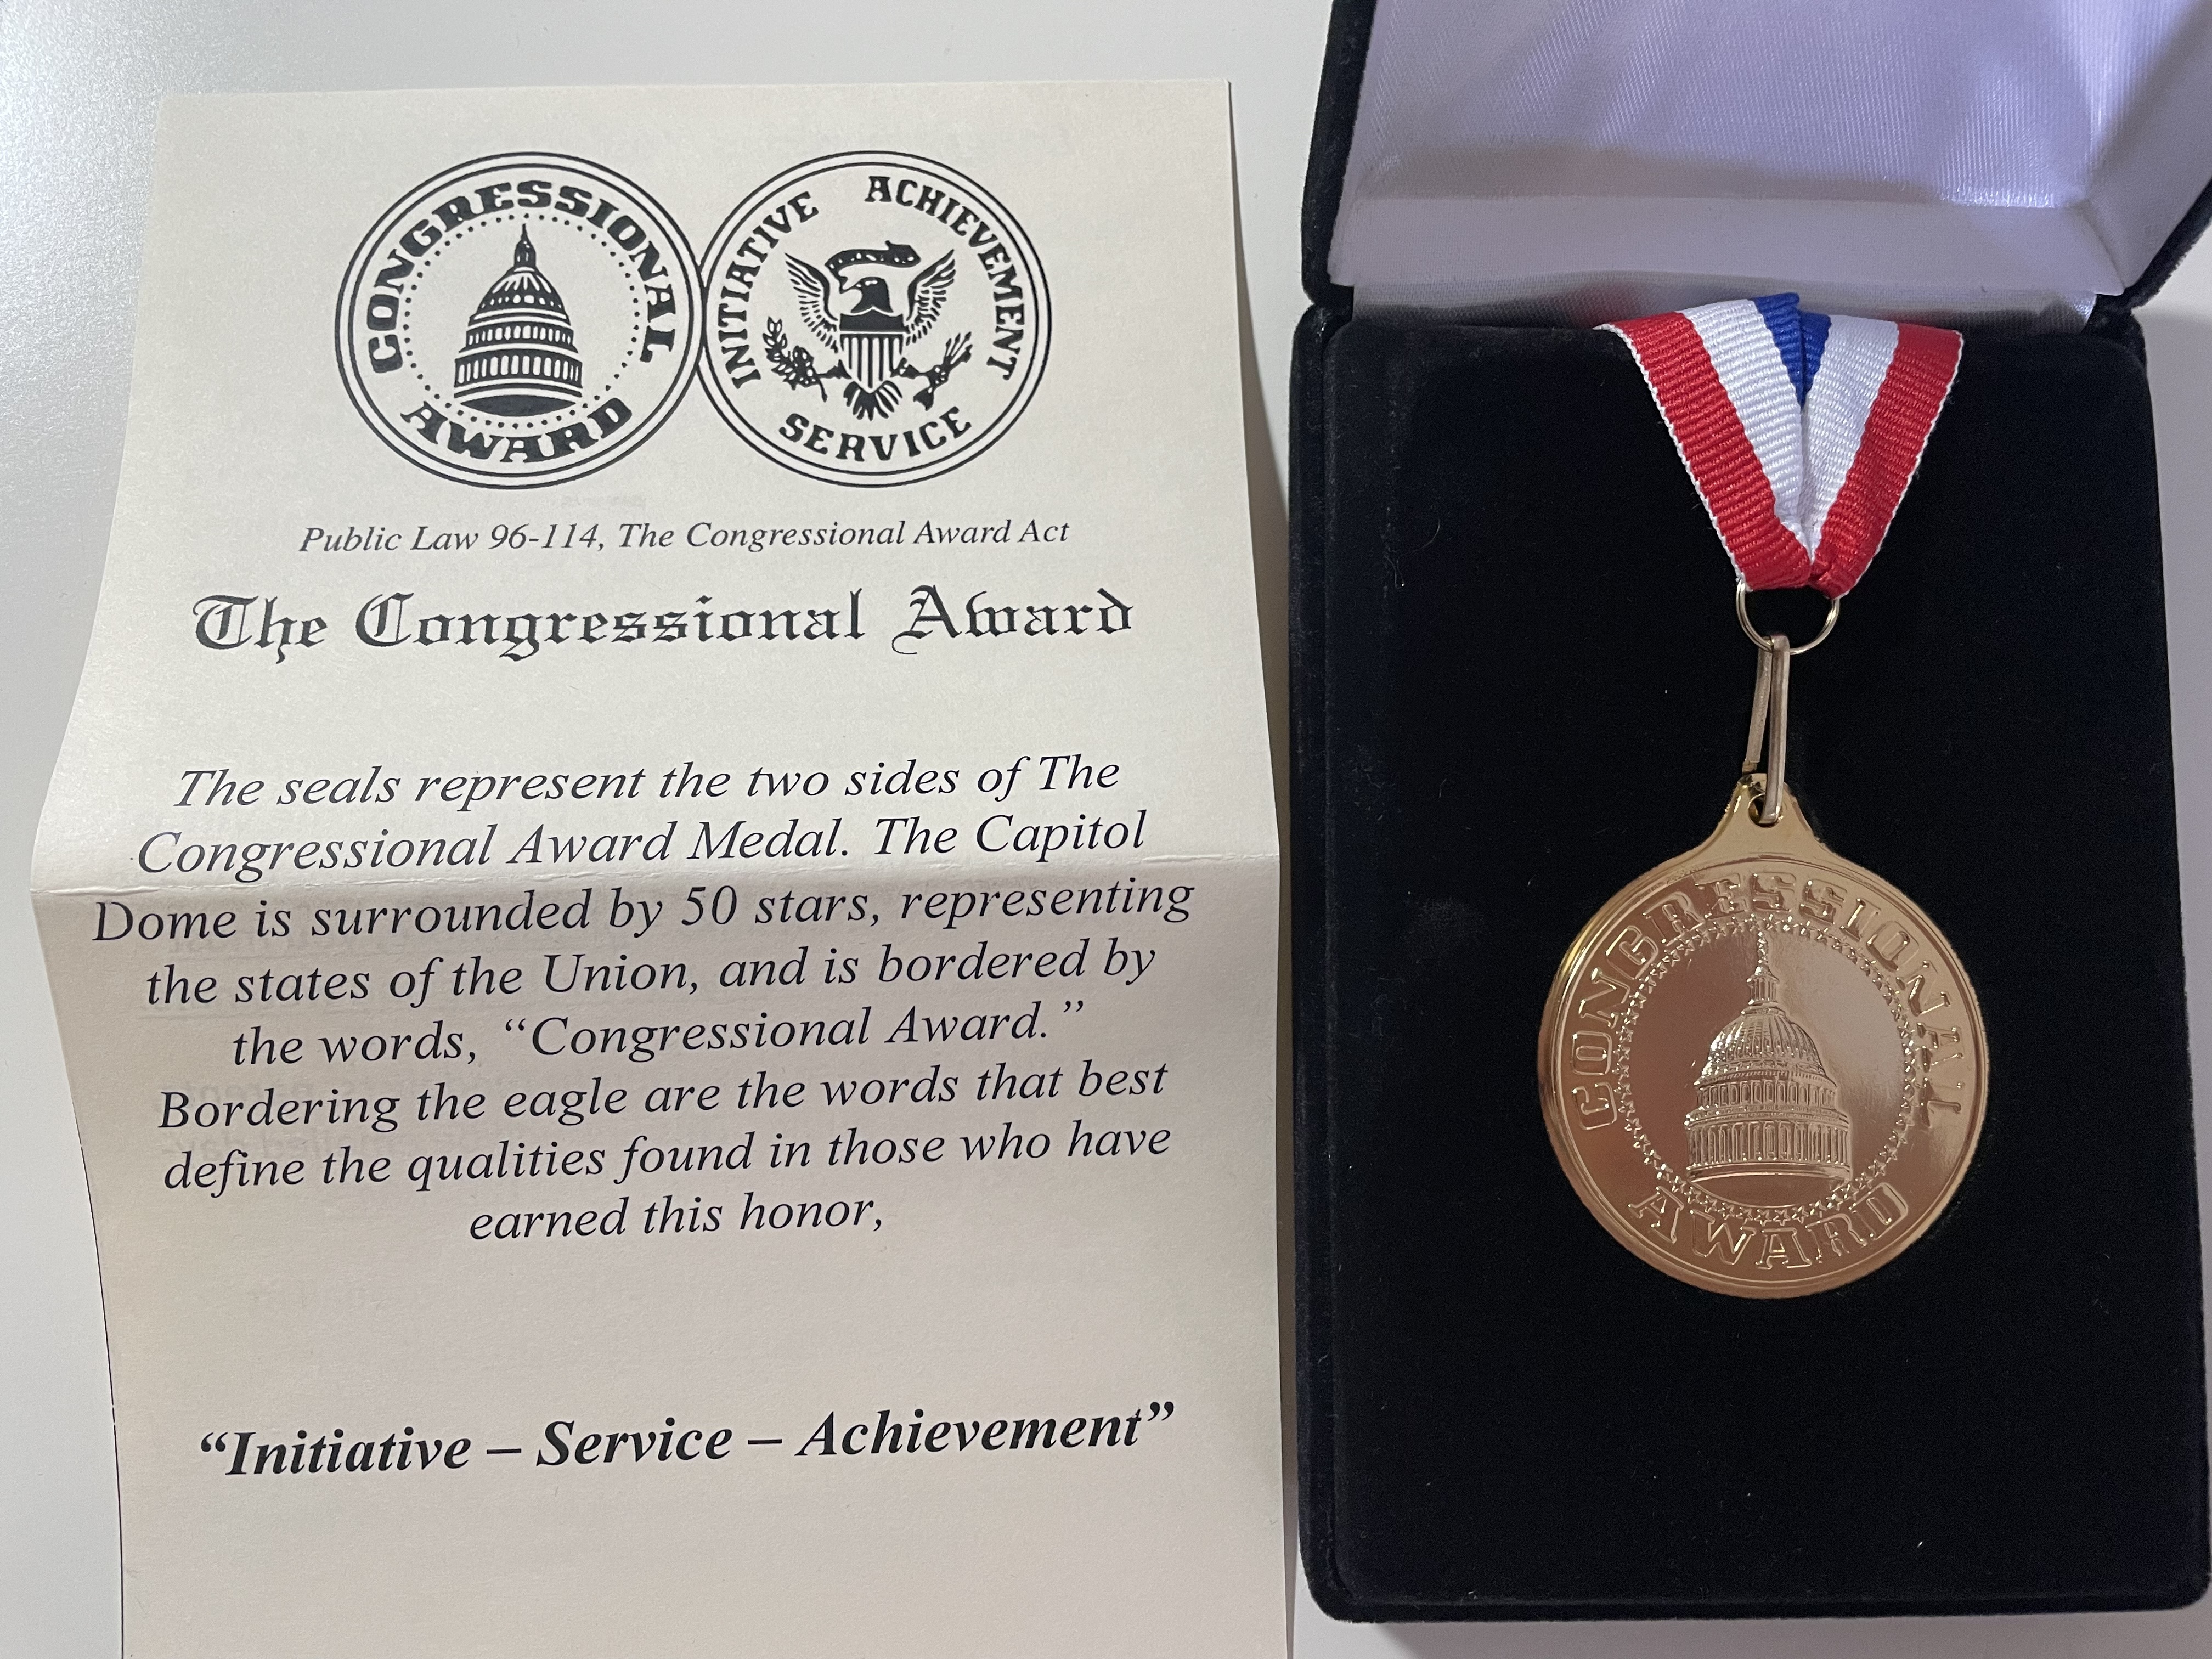 CONGRESSIONAL
AWARD
INITIATIVE ACHIEVEMENT
SERVICE
Public Law 96-114, The Congressional Award Act
The Congressional Award
The seals represent the two sides of The
Congressional Award Medal. The Capitol
Dome is surrounded by 50 stars, representing
the states of the Union, and is bordered by
the words, “Congressional Award.”
Bordering the eagle are the words that best
define the qualities found in those who have
earned this honor,
“Initiative – Service – Achievement”
CONGRESSIONAL
AWARD